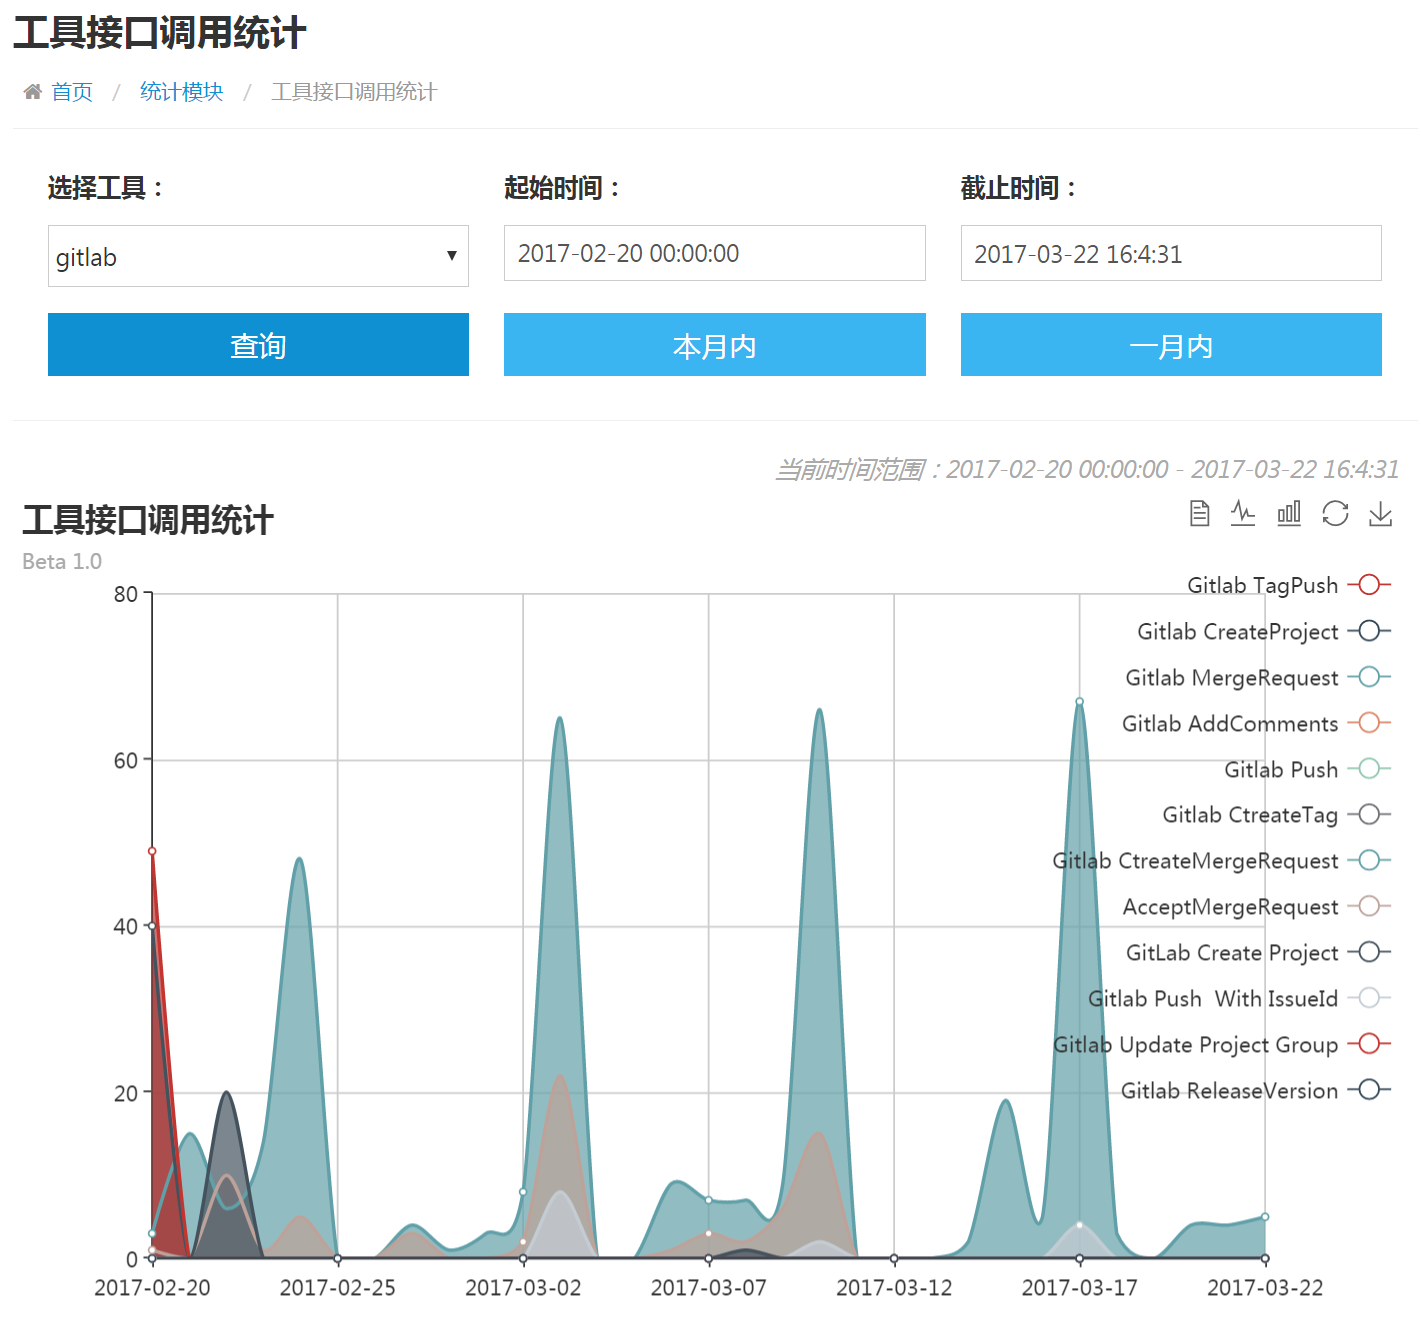 工具接口调用统计
首页 / 统计模块 / 工具接口调用统计
选择工具： 起始时间： 截止时间：
gitlab ▼ 2017-02-20 00:00:00 2017-03-22 16:4:31
查询 本月内 一月内
当前时间范围：2017-02-20 00:00:00 - 2017-03-22 16:4:31
工具接口调用统计
Beta 1.0
Gitlab TagPush
Gitlab CreateProject
Gitlab MergeRequest
Gitlab AddComments
Gitlab Push
Gitlab CtreateTag
Gitlab CtreateMergeRequest
AcceptMergeRequest
GitLab Create Project
Gitlab Push  With IssueId
Gitlab Update Project Group
Gitlab ReleaseVersion
80
60
40
20
0
2017-02-20 2017-02-25 2017-03-02 2017-03-07 2017-03-12 2017-03-17 2017-03-22